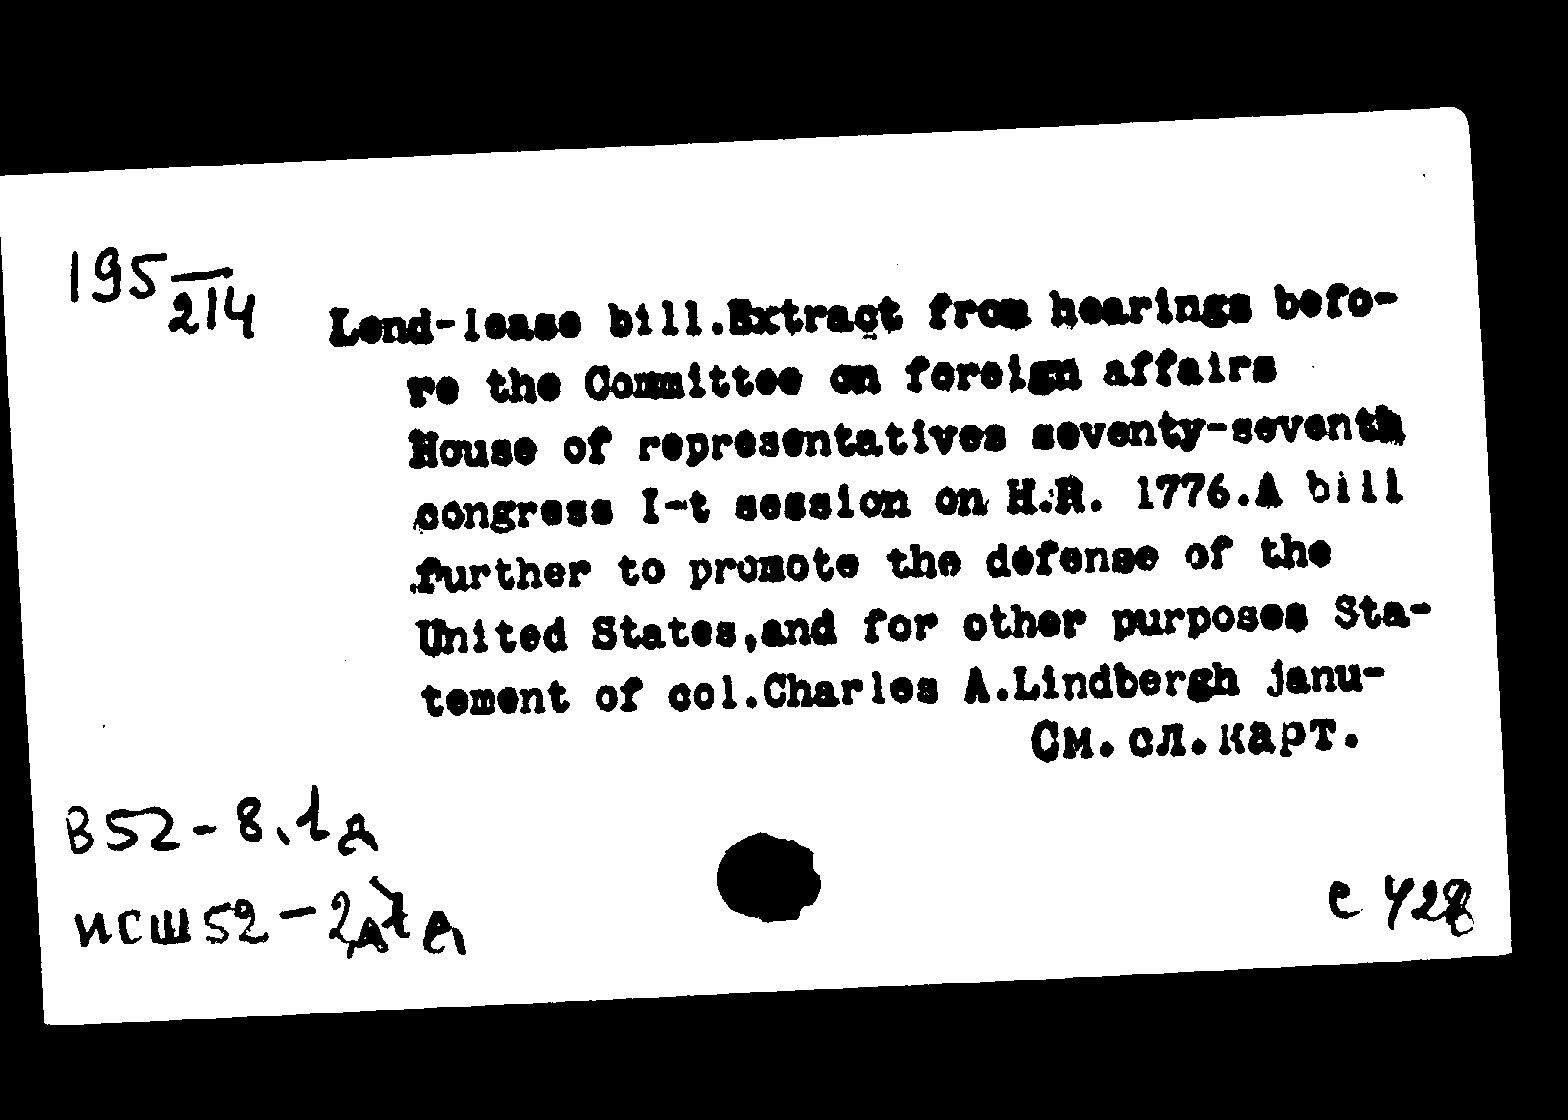 195/214
Lend-lease bill.Extract from hearings befo-
re the Committee on foreign affairs
House of representatives seventy-seventh
congress I-t session on H.R. 1776.A bill
further to promote the defense of the
United States,and for other purposes Sta-
tement of col.Charles A.Lindbergh janu-
См.сл.карт.
В52-8.1д
ИСШ52-
е 428